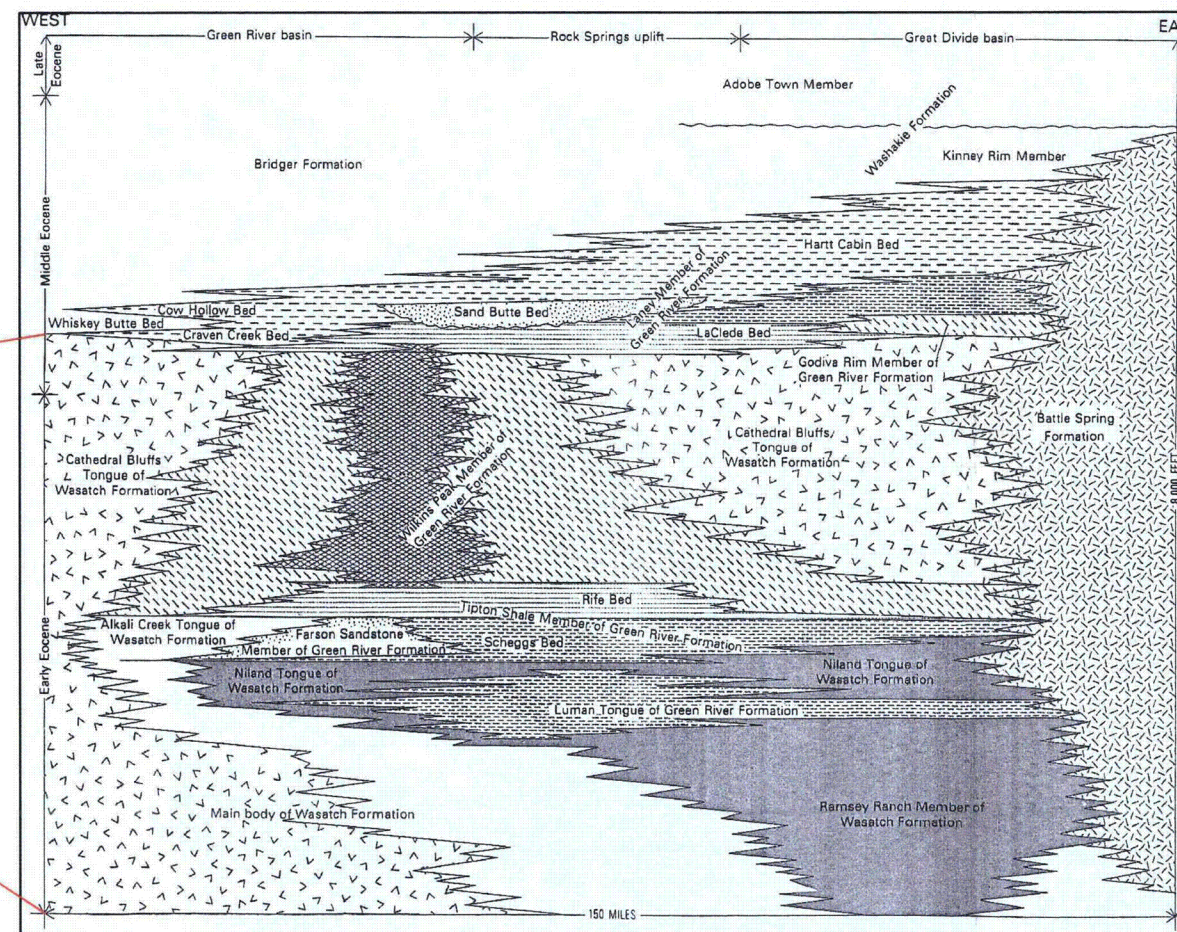 WEST
EA
Green River basin
Rock Springs uplift
Great Divide basin
Late
Eocene
Adobe Town Member
Washakie Formation
Kinney Rim Member
Bridger Formation
Middle Eocene
Hartt Cabin Bed
Laney Member of
Green River Formation
Cow Hollow Bed
Sand Butte Bed
Whiskey Butte Bed
Craven Creek Bed
LaClede Bed
Godiva Rim Member of
Green River Formation
Battle Spring
Formation
Cathedral Bluffs
Tongue of
Wasatch Formation
Cathedral Bluffs
Tongue of
Wasatch Formation
Wilkins Peak Member of
Green River Formation
FEET
Rife Bed
Tipton Shale Member of Green River Formation
Alkali Creek Tongue of
Wasatch Formation
Farson Sandstone
Member of Green River Formation
Scheggs Bed
Early Eocene
Niland Tongue of
Wasatch Formation
Niland Tongue of
Wasatch Formation
Luman Tongue of Green River Formation
Main body of Wasatch Formation
Ramsey Ranch Member of
Wasatch Formation
150 MILES